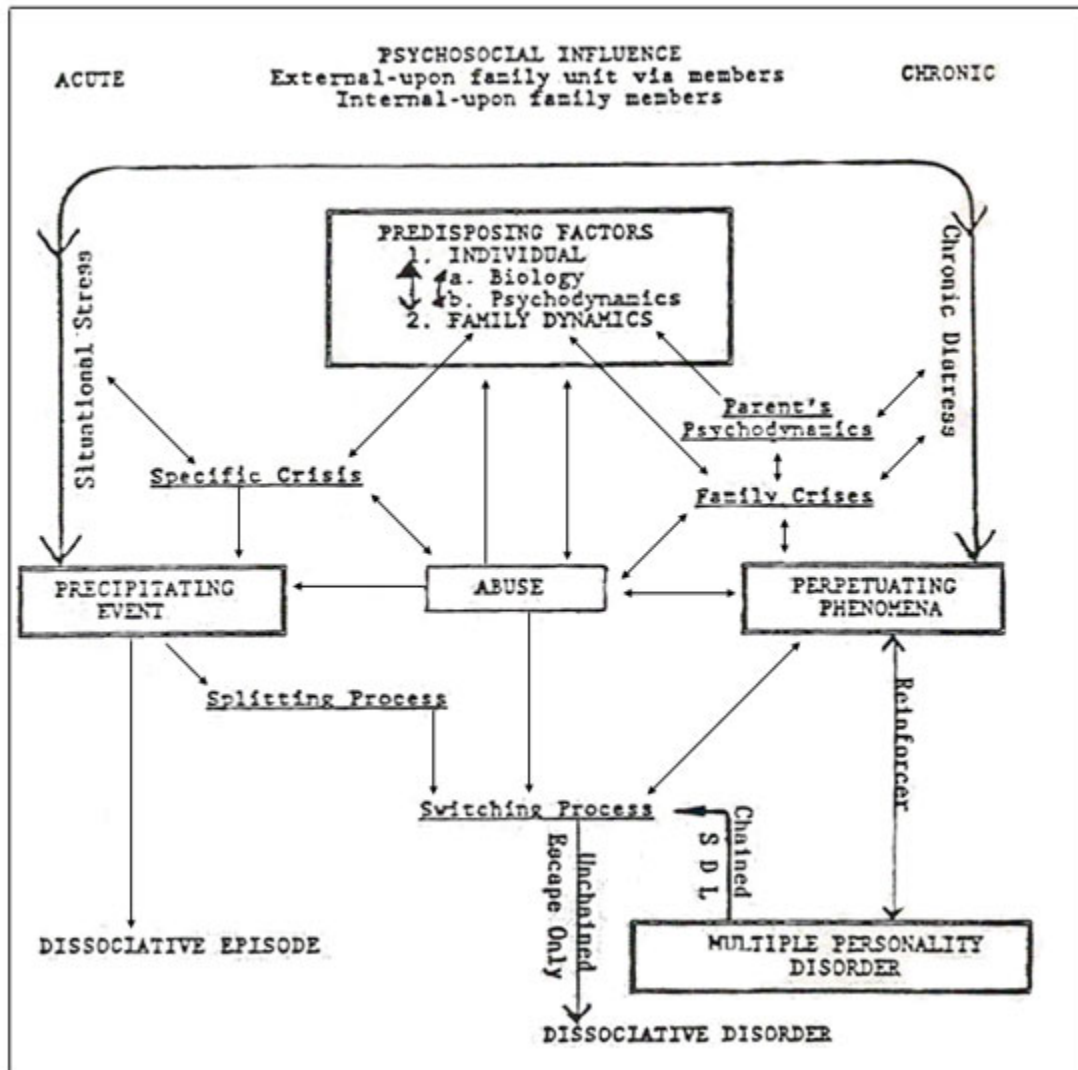 ACUTE
PSYCHOSOCIAL INFLUENCE
External-upon family unit via members
Internal-upon family members
CHRONIC
PREDISPOSING FACTORS
1. INDIVIDUAL
a. Biology
b. Psychodynamics
2. FAMILY DYNAMICS
Situational Stress
Chronic Distress
Parent's
Psychodynamics
Specific Crisis
Family Crises
PRECIPITATING
EVENT
ABUSE
PERPETUATING
PHENOMENA
Splitting Process
Reinforcer
Switching Process
Chained
S D L
Unchained
Escape Only
DISSOCIATIVE EPISODE
MULTIPLE PERSONALITY
DISORDER
DISSOCIATIVE DISORDER